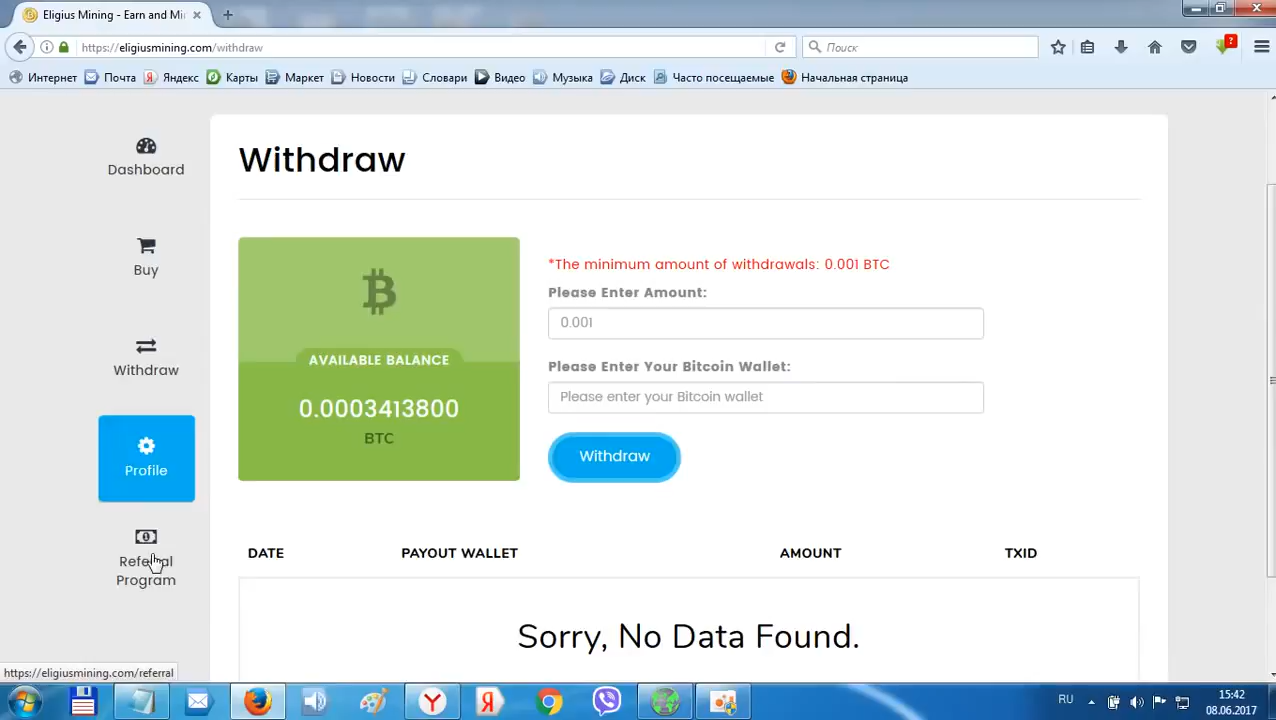 Eligius Mining - Earn and Mi
https://eligiusmining.com/withdraw
Поиск
?
Интернет Почта Яндекс Карты Маркет Новости Словари Видео Музыка Диск Часто посещаемые Начальная страница
Dashboard
Buy
Withdraw
Profile
Referral
Program
Withdraw
AVAILABLE BALANCE
0.0003413800
BTC
*The minimum amount of withdrawals: 0.001 BTC
Please Enter Amount:
0.001
Please Enter Your Bitcoin Wallet:
Please enter your Bitcoin wallet
Withdraw
DATE PAYOUT WALLET AMOUNT TXID
Sorry, No Data Found.
https://eligiusmining.com/referral
RU
15:42
08.06.2017